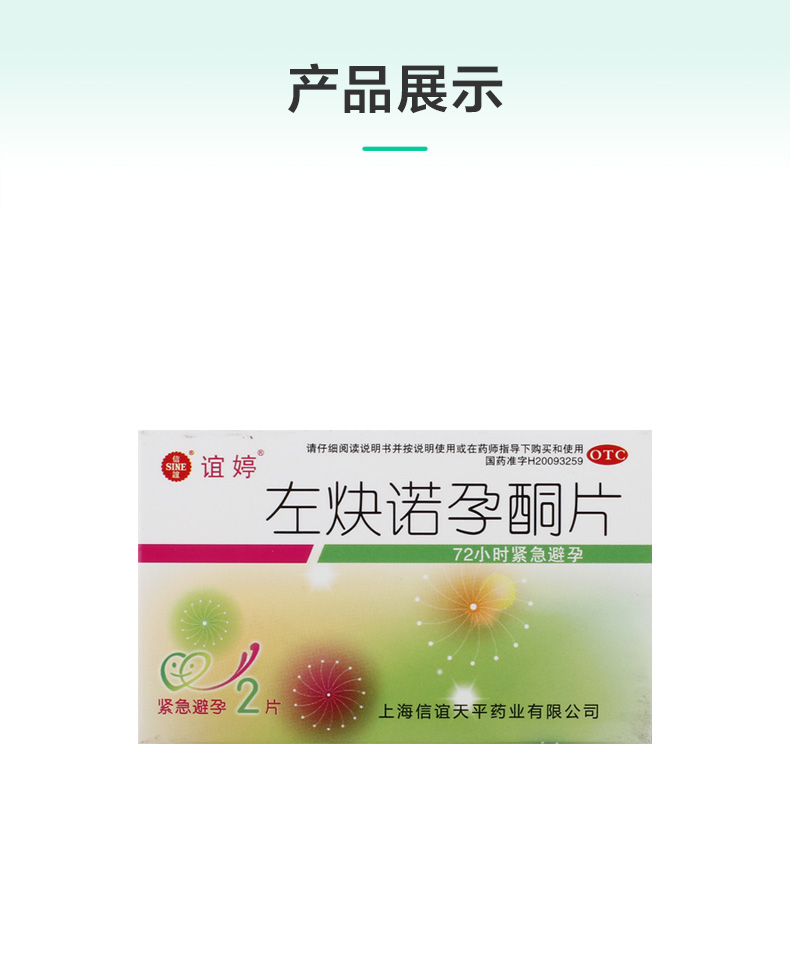 产品展示
请仔细阅读说明书并按说明使用或在药师指导下购买和使用
国药准字H20093259
OTC
信
SINE
谊
®
谊婷®
左炔诺孕酮片
72小时紧急避孕
紧急避孕2片
上海信谊天平药业有限公司